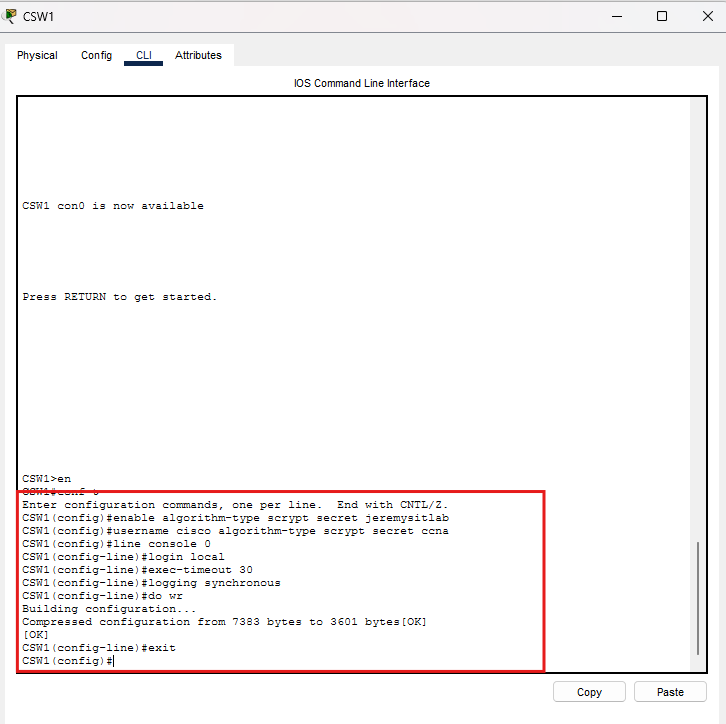 CSW1
Physical Config CLI Attributes
IOS Command Line Interface
CSW1 con0 is now available
Press RETURN to get started.
CSW1>en
CSW1#conf t
Enter configuration commands, one per line.  End with CNTL/Z.
CSW1(config)#enable algorithm-type scrypt secret jeremysitlab
CSW1(config)#username cisco algorithm-type scrypt secret ccna
CSW1(config)#line console 0
CSW1(config-line)#login local
CSW1(config-line)#exec-timeout 30
CSW1(config-line)#logging synchronous
CSW1(config-line)#do wr
Building configuration...
Compressed configuration from 7383 bytes to 3601 bytes[OK]
[OK]
CSW1(config-line)#exit
CSW1(config)#
Copy Paste